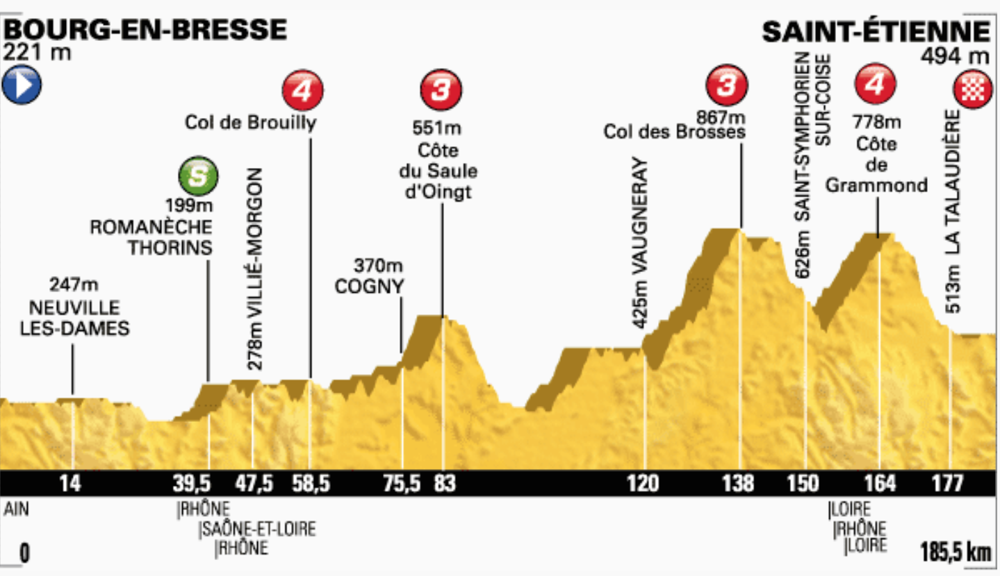 BOURG-EN-BRESSE
221 m
SAINT-ÉTIENNE
494 m
247m
NEUVILLE
LES-DAMES
S
199m
ROMANÈCHE
THORINS
278m VILLIÉ-MORGON
4
Col de Brouilly
370m
COGNY
3
551m
Côte
du Saule
d'Oingt
425m VAUGNERAY
3
867m
Col des Brosses
626m SAINT-SYMPHORIEN
SUR-COISE
4
778m
Côte
de
Grammond
513m LA TALAUDIÈRE
14 39,5 47,5 58,5 75,5 83 120 138 150 164 177
AIN |RHÔNE |LOIRE
|SAÔNE-ET-LOIRE |RHÔNE
|RHÔNE |LOIRE
0 185,5 km